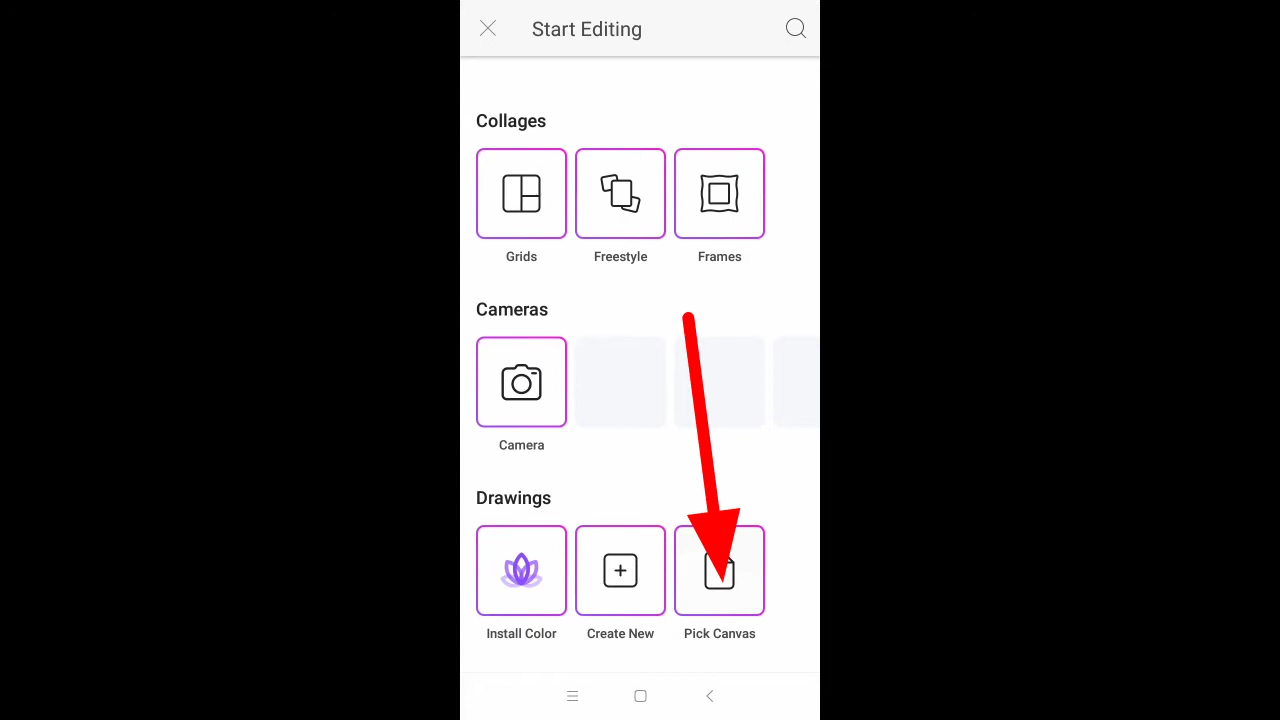 Start Editing
Collages
Grids Freestyle Frames
Cameras
Camera
Drawings
Install Color Create New Pick Canvas